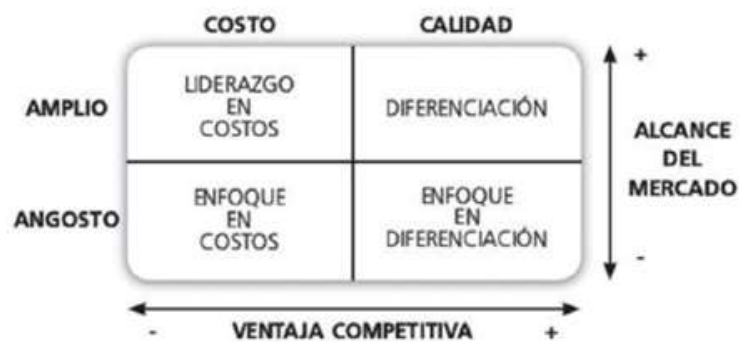 COSTO CALIDAD
+
AMPLIO
LIDERAZGO
EN
COSTOS
DIFERENCIACIÓN
ALCANCE
DEL
MERCADO
ANGOSTO
ENFOQUE
EN
COSTOS
ENFOQUE
EN
DIFERENCIACIÓN
-
- VENTAJA COMPETITIVA +